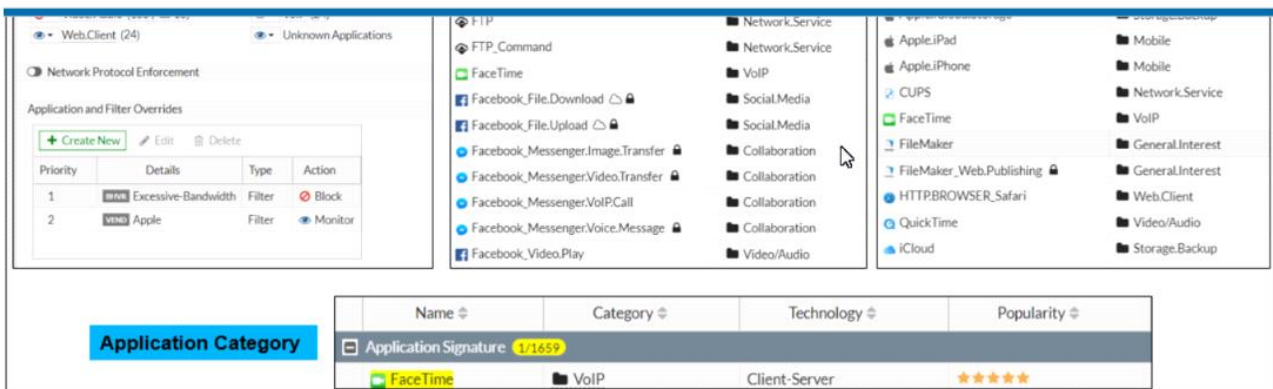 Web.Client (24)
Unknown Applications
Network Protocol Enforcement
Application and Filter Overrides
+ Create New Edit Delete
Priority Details Type Action
1 BHVR Excessive-Bandwidth Filter Block
2 VEND Apple Filter Monitor
FTP Network.Service
FTP_Command Network.Service
FaceTime VoIP
Facebook_File.Download Social.Media
Facebook_File.Upload Social.Media
Facebook_Messenger.Image.Transfer Collaboration
Facebook_Messenger.Video.Transfer Collaboration
Facebook_Messenger.VoIP.Call Collaboration
Facebook_Messenger.Voice.Message Collaboration
Facebook_Video.Play Video/Audio
Apple.iPad Mobile
Apple.iPhone Mobile
CUPS Network.Service
FaceTime VoIP
FileMaker General.Interest
FileMaker_Web.Publishing General.Interest
HTTP.BROWSER_Safari Web.Client
QuickTime Video/Audio
iCloud Storage.Backup
Application Category
Name Category Technology Popularity
Application Signature 1/1659
FaceTime VoIP Client-Server